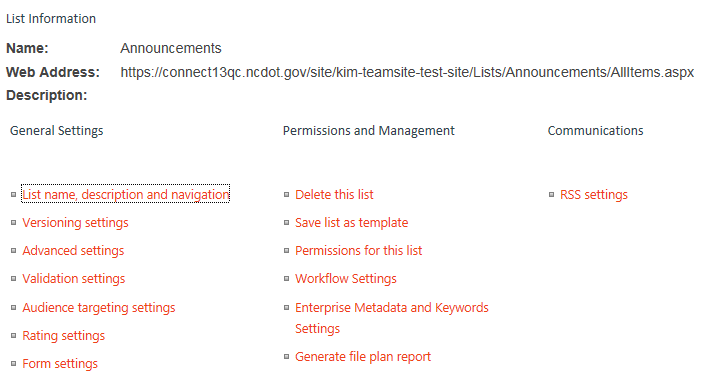 List Information
Name: Announcements
Web Address: https://connect13qc.ncdot.gov/site/kim-teamsite-test-site/Lists/Announcements/AllItems.aspx
Description:
General Settings
List name, description and navigation
Versioning settings
Advanced settings
Validation settings
Audience targeting settings
Rating settings
Form settings
Permissions and Management
Delete this list
Save list as template
Permissions for this list
Workflow Settings
Enterprise Metadata and Keywords
Settings
Generate file plan report
Communications
RSS settings